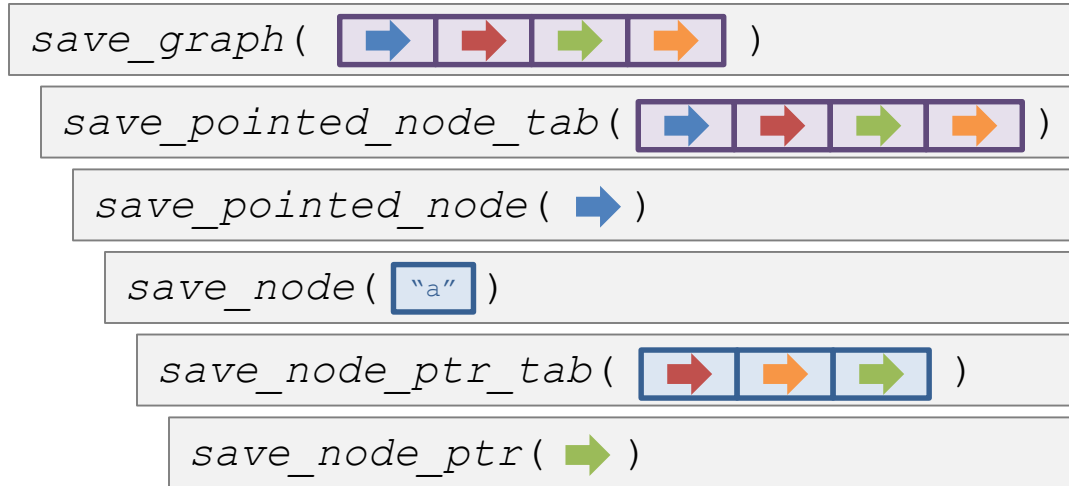 save_graph( )
save_pointed_node_tab( )
save_pointed_node( )
save_node( “a” )
save_node_ptr_tab( )
save_node_ptr( )